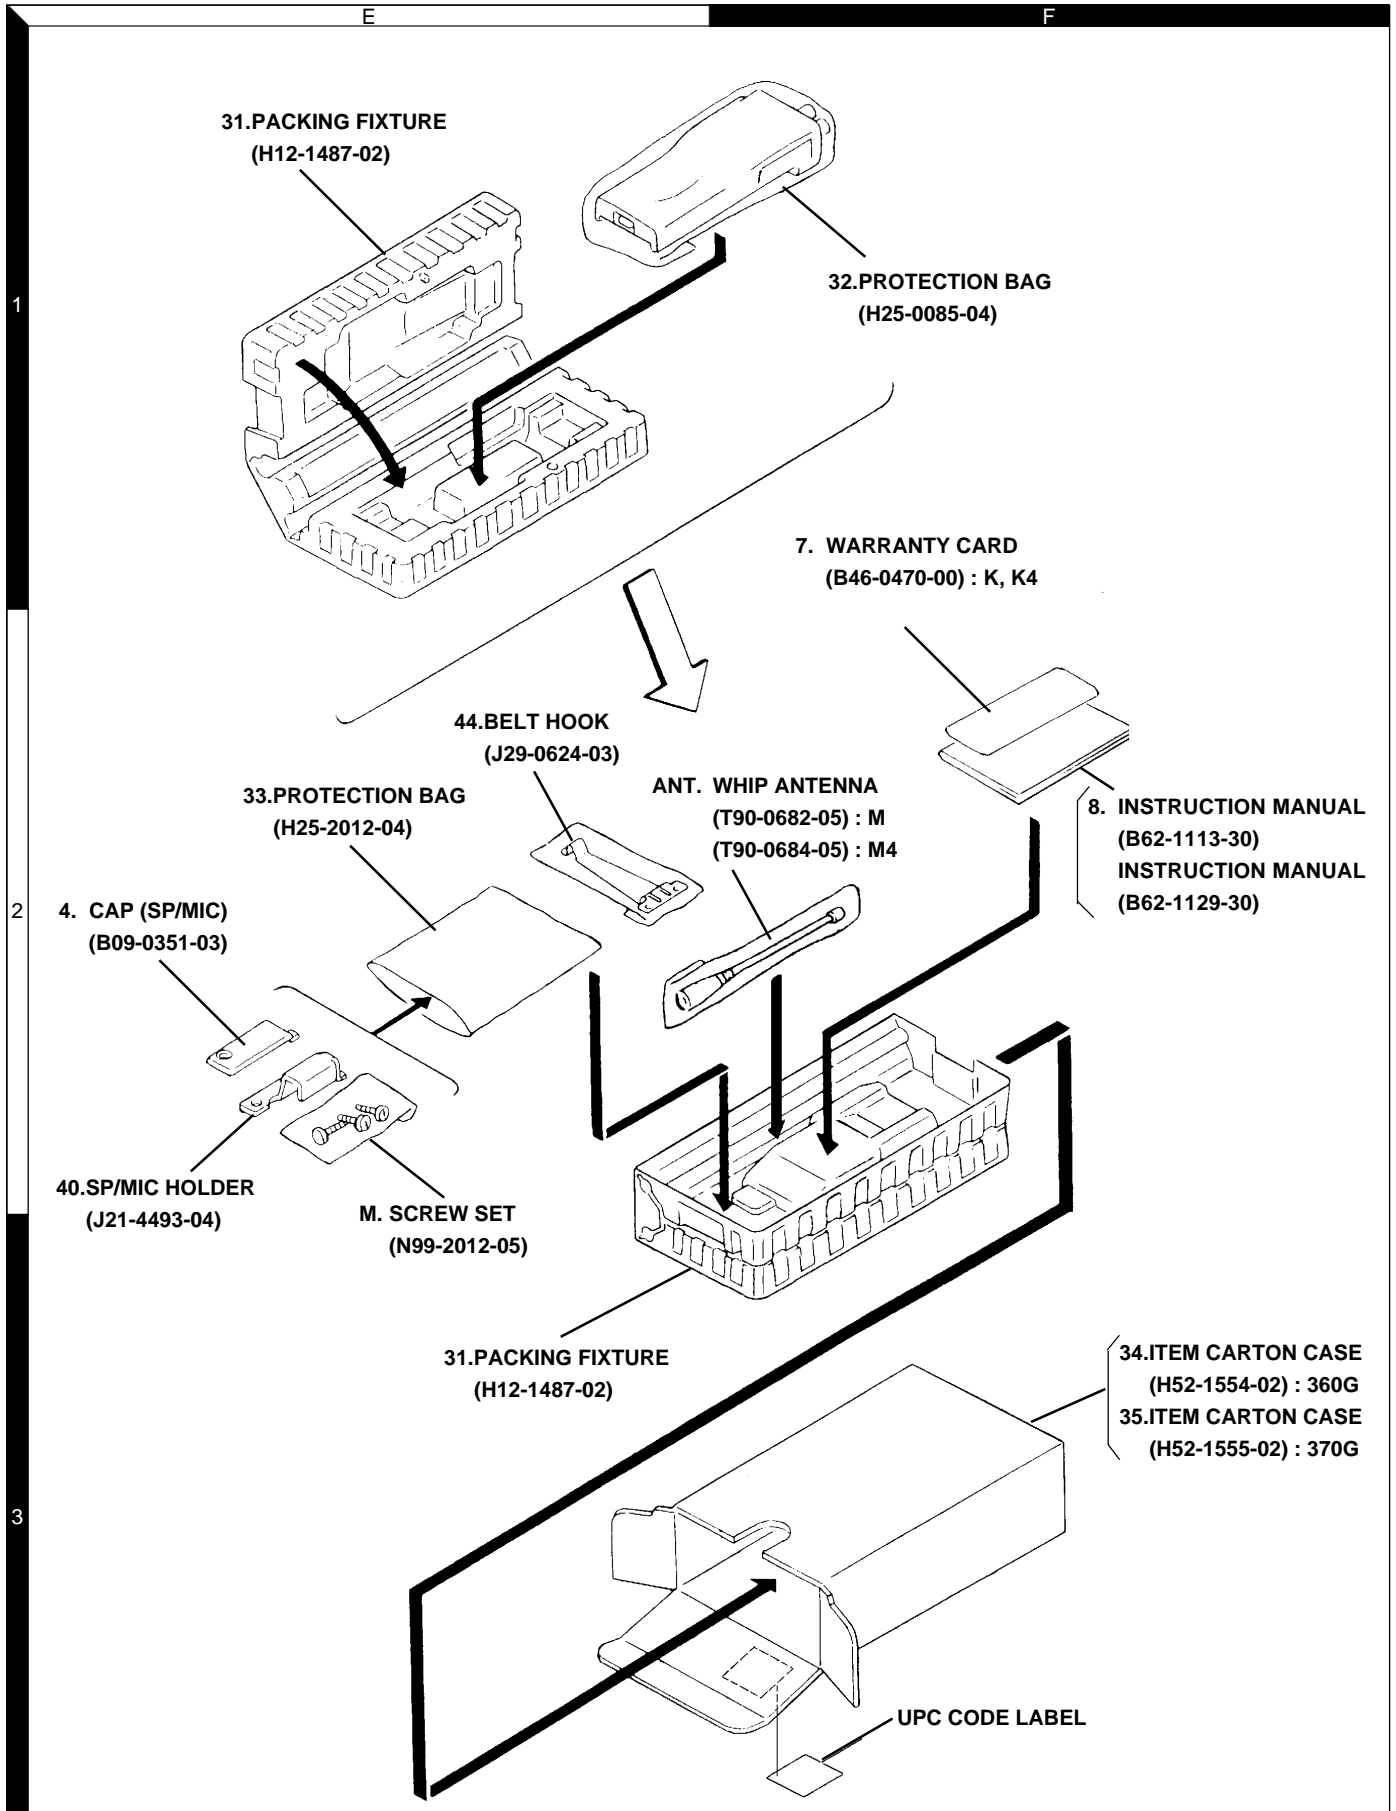 E
F
1
2
3
31.PACKING FIXTURE
(H12-1487-02)
32.PROTECTION BAG
(H25-0085-04)
7. WARRANTY CARD
(B46-0470-00) : K, K4
44.BELT HOOK
(J29-0624-03)
ANT. WHIP ANTENNA
(T90-0682-05) : M
(T90-0684-05) : M4
33.PROTECTION BAG
(H25-2012-04)
8. INSTRUCTION MANUAL
(B62-1113-30)
INSTRUCTION MANUAL
(B62-1129-30)
4. CAP (SP/MIC)
(B09-0351-03)
40.SP/MIC HOLDER
(J21-4493-04)
M. SCREW SET
(N99-2012-05)
31.PACKING FIXTURE
(H12-1487-02)
34.ITEM CARTON CASE
(H52-1554-02) : 360G
35.ITEM CARTON CASE
(H52-1555-02) : 370G
UPC CODE LABEL